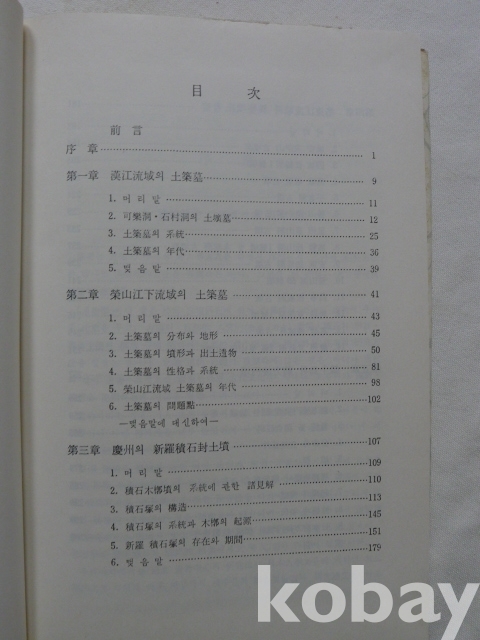 目 次
前 言
序 章 1
第一章 漢江流域의 土築墓 9
1. 머 리 말 11
2. 可樂洞·石村洞의 土壙墓 12
3. 土築墓의 系統 25
4. 土築墓의 年代 36
5. 맺 음 말 39
第二章 榮山江下流域의 土築墓 41
1. 머 리 말 43
2. 土築墓의 分布와 地形 45
3. 土築墓의 墳形과 出土遺物 50
4. 土築墓의 性格과 系統 81
5. 榮山江流域 土築墓의 年代 98
6. 土築墓의 問題點 102
—맺음말에 대신하여—
第三章 慶州의 新羅積石封土墳 107
1. 머 리 말 109
2. 積石木槨墳의 系統에 관한 諸見解 110
3. 積石塚의 構造 113
4. 積石塚의 系統과 木槨의 起源 145
5. 新羅 積石塚의 存在와 期間 151
6. 맺 음 말 179
kobay